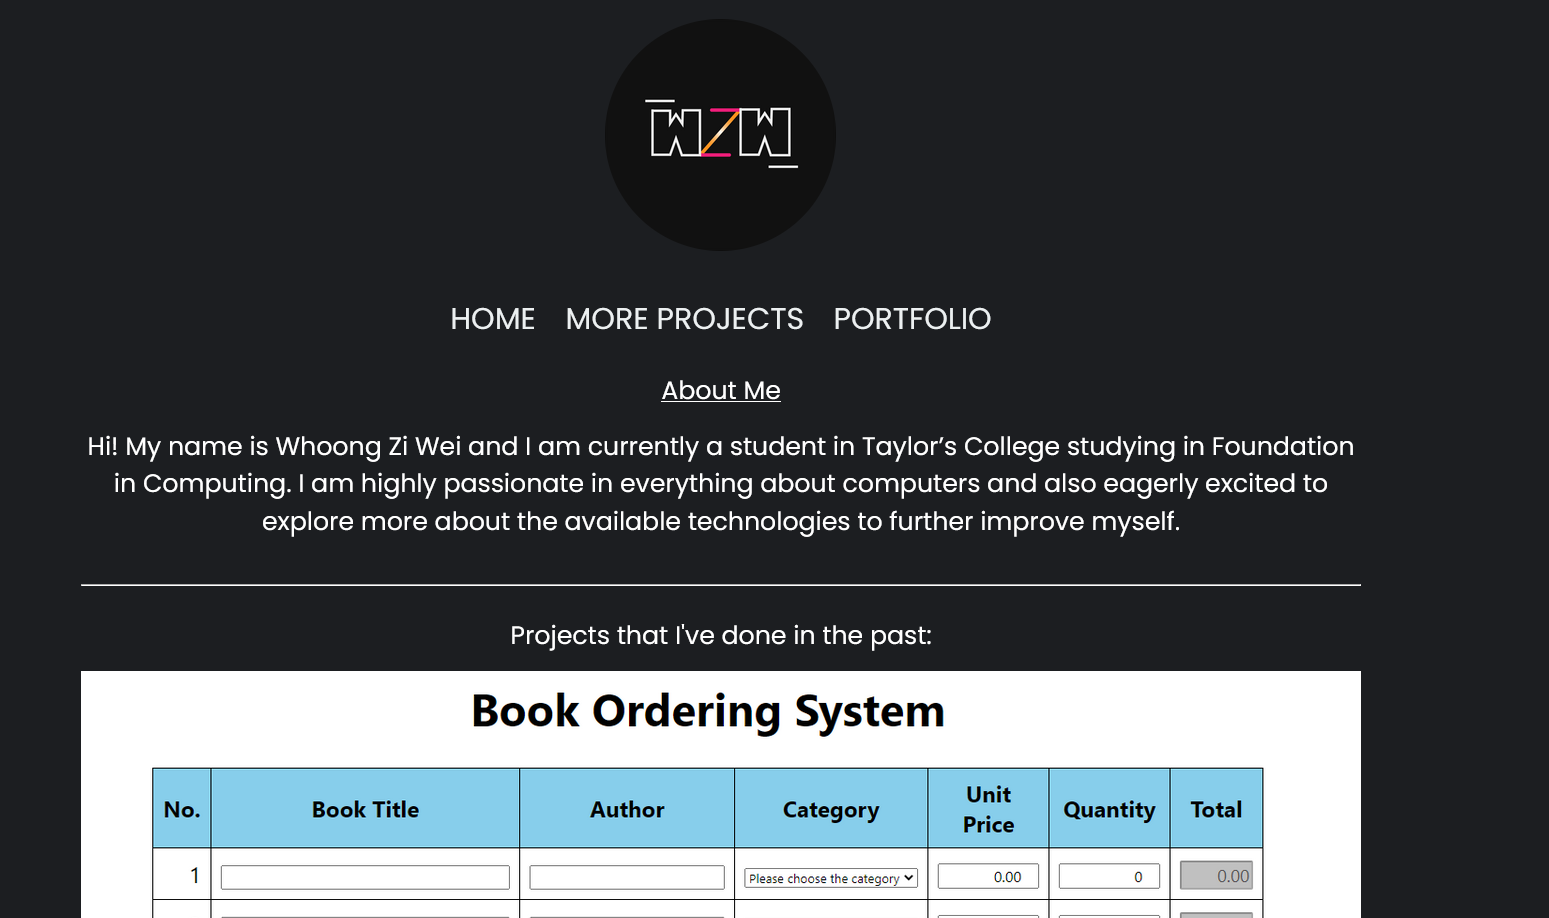 WZW
HOME MORE PROJECTS PORTFOLIO
About Me
Hi! My name is Whoong Zi Wei and I am currently a student in Taylor’s College studying in Foundation
in Computing. I am highly passionate in everything about computers and also eagerly excited to
explore more about the available technologies to further improve myself.
Projects that I've done in the past:
Book Ordering System
No. Book Title Author Category Unit Price Quantity Total
1 Please choose the category 0.00 0 0.00